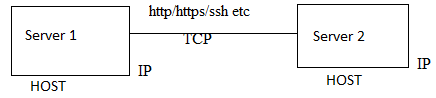 http/https/ssh etc
Server 1
TCP
Server 2
IP
IP
HOST
HOST